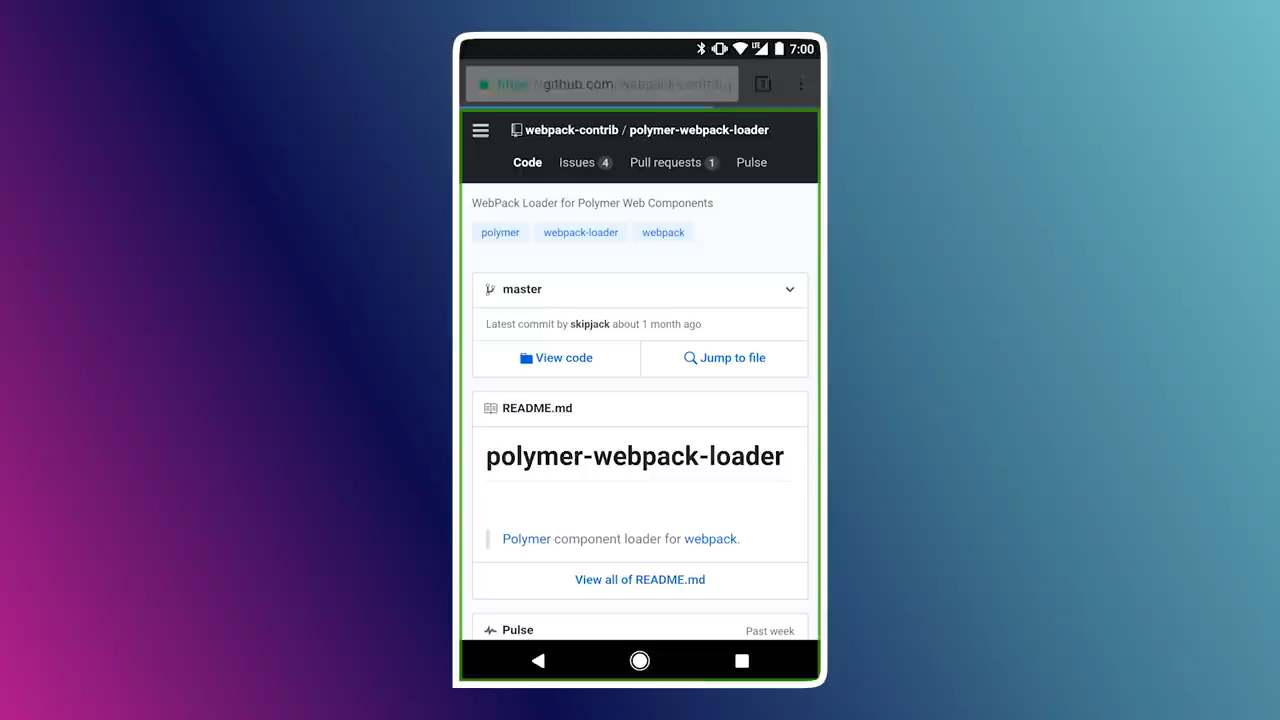 LTE 7:00
github.com 3
webpack-contrib / polymer-webpack-loader
Code Issues 4 Pull requests 1 Pulse
WebPack Loader for Polymer Web Components
polymer webpack-loader webpack
master
Latest commit by skipjack about 1 month ago
View code Jump to file
README.md
polymer-webpack-loader
Polymer component loader for webpack.
View all of README.md
Pulse Past week